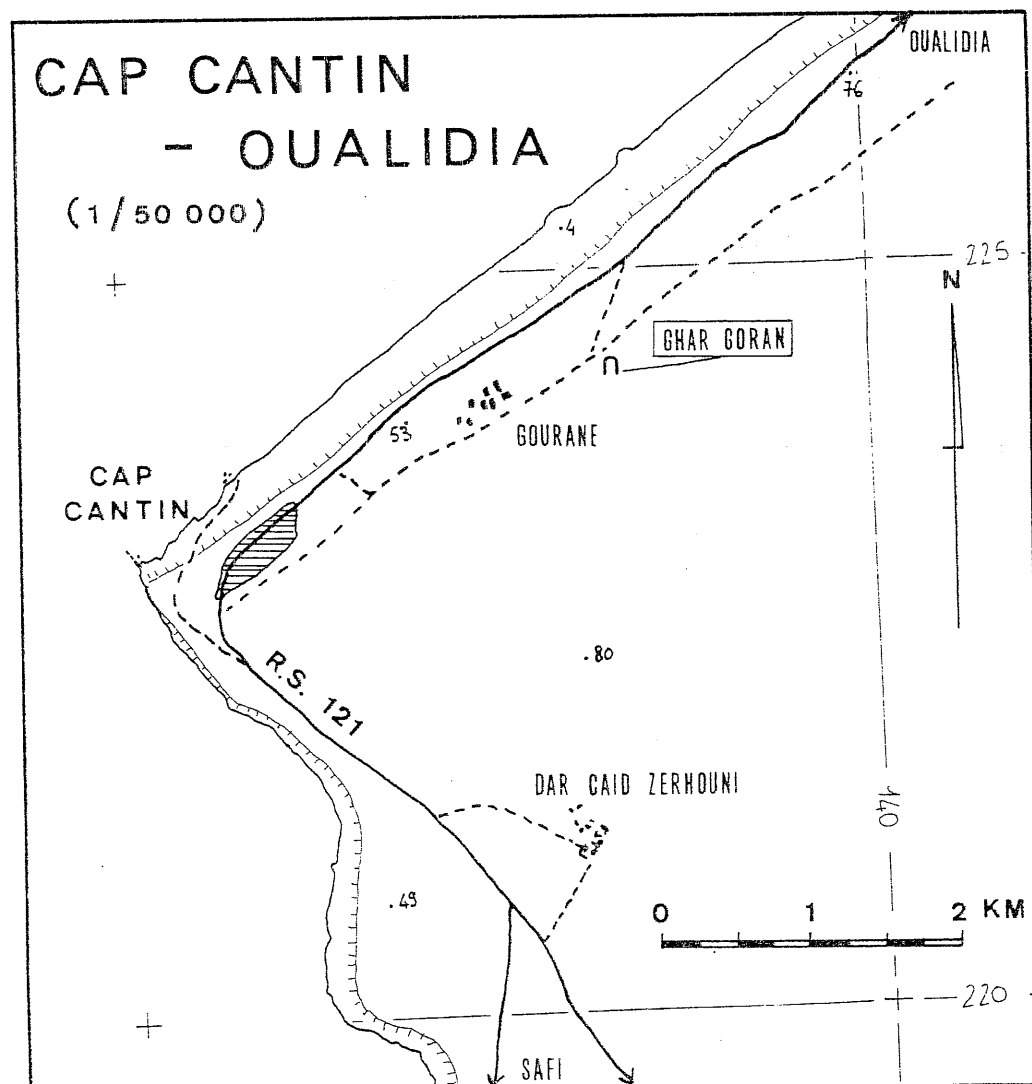 CAP CANTIN
- OUALIDIA
(1/50 000)
OUALIDIA
76
.4
225
N
GHAR GORAN
53
GOURANE
CAP
CANTIN
.80
R.S. 121
DAR CAID ZERHOUNI
140
.49
0 1 2 KM
220
SAFI